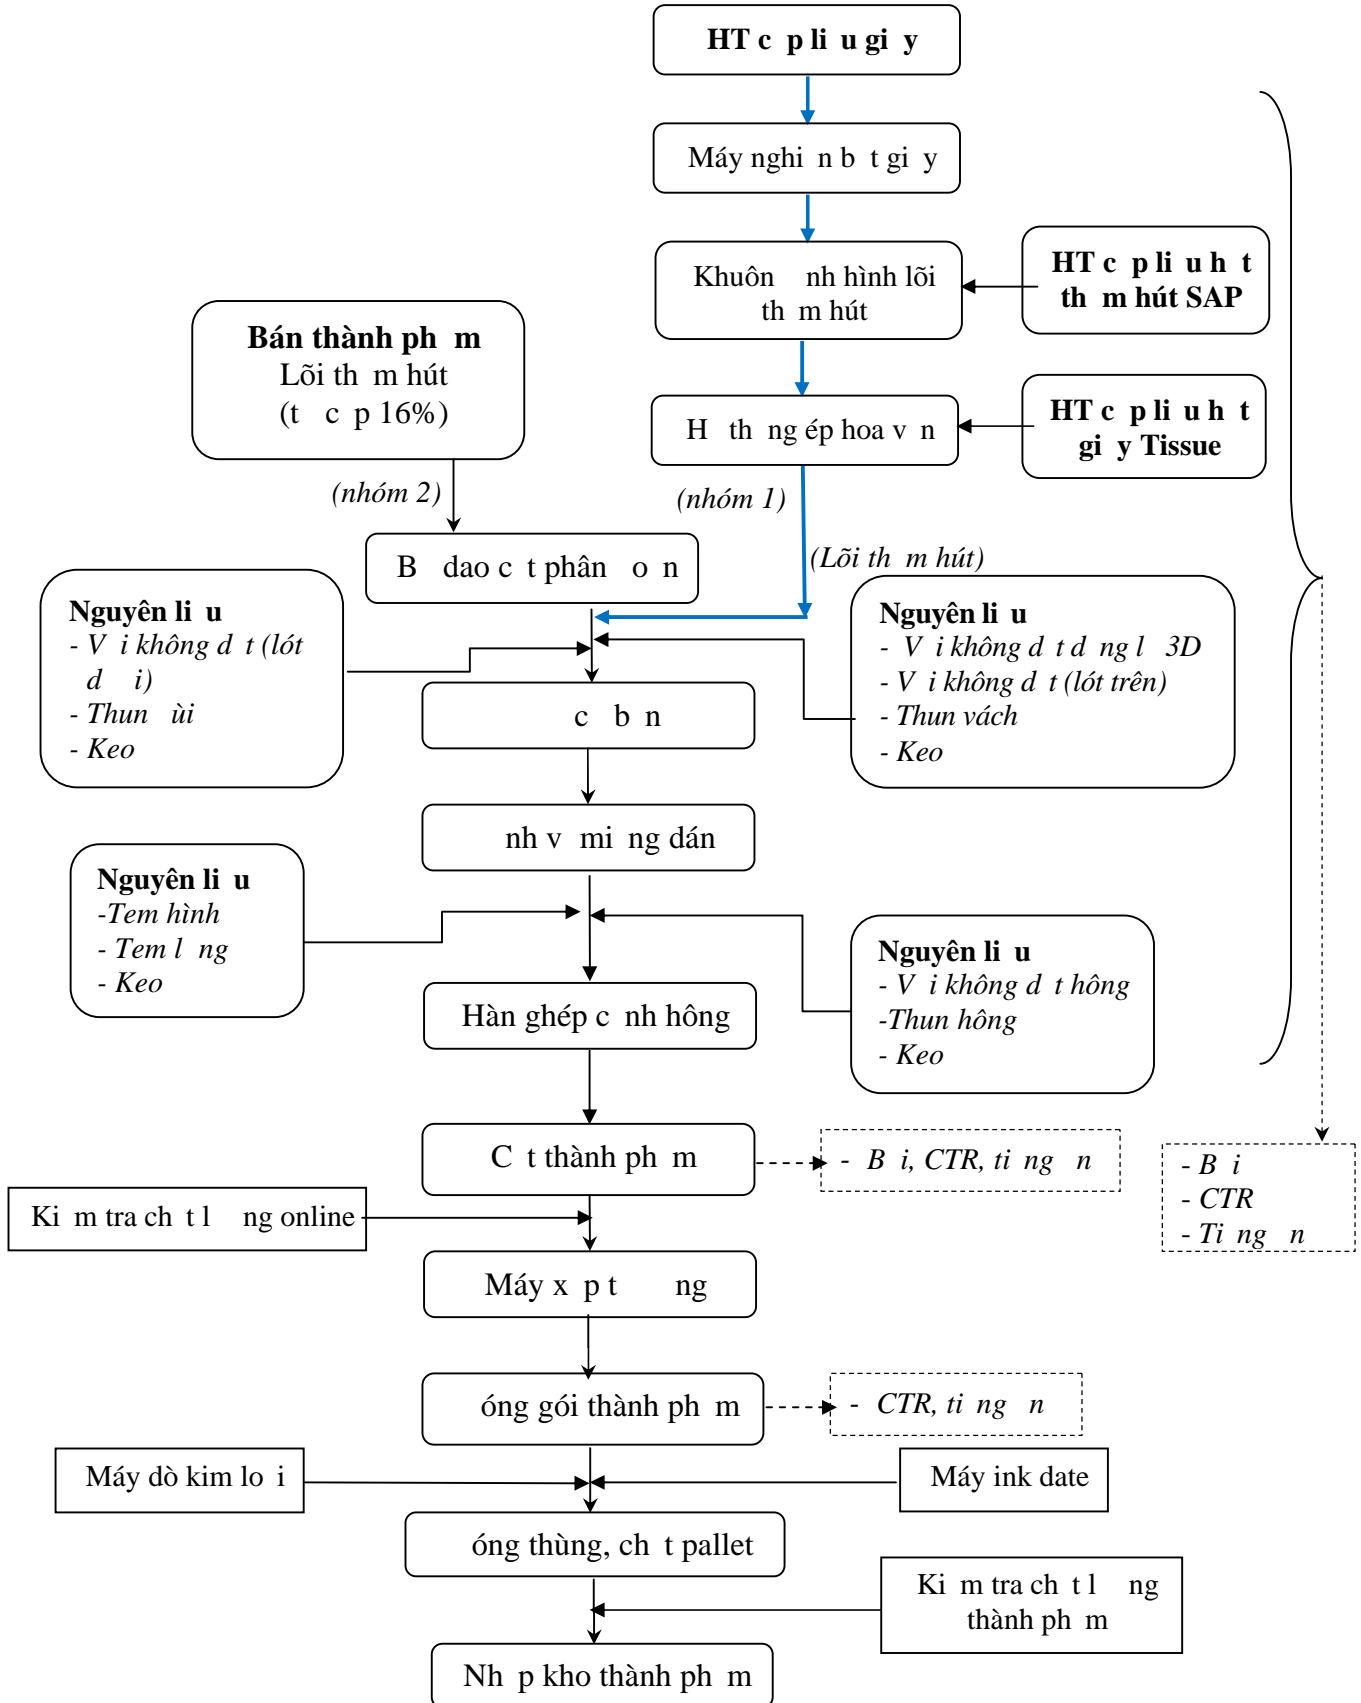 HT c p li u gi y
Máy nghi n b t gi y
Khuôn nh hình lõi
th m hút
HT c p li u h t
th m hút SAP
Bán thành ph m
Lõi th m hút
(t c p 16%)
H th ng ép hoa v n
HT c p li u h t
gi y Tissue
(nhóm 2)
(nhóm 1)
B dao c t phân o n
(Lõi th m hút)
Nguyên li u
- V i không d t (lót
d i)
- Thun ùi
- Keo
Nguyên li u
- V i không d t d ng l 3D
- V i không d t (lót trên)
- Thun vách
- Keo
c b n
nh v mi ng dán
Nguyên li u
-Tem hình
- Tem l ng
- Keo
Nguyên li u
- V i không d t hông
-Thun hông
- Keo
Hàn ghép c nh hông
C t thành ph m
- B i, CTR, ti ng n
- B i
- CTR
- Ti ng n
Ki m tra ch t l ng online
Máy x p t ng
óng gói thành ph m
- CTR, ti ng n
Máy dò kim lo i
Máy ink date
óng thùng, ch t pallet
Ki m tra ch t l ng
thành ph m
Nh p kho thành ph m